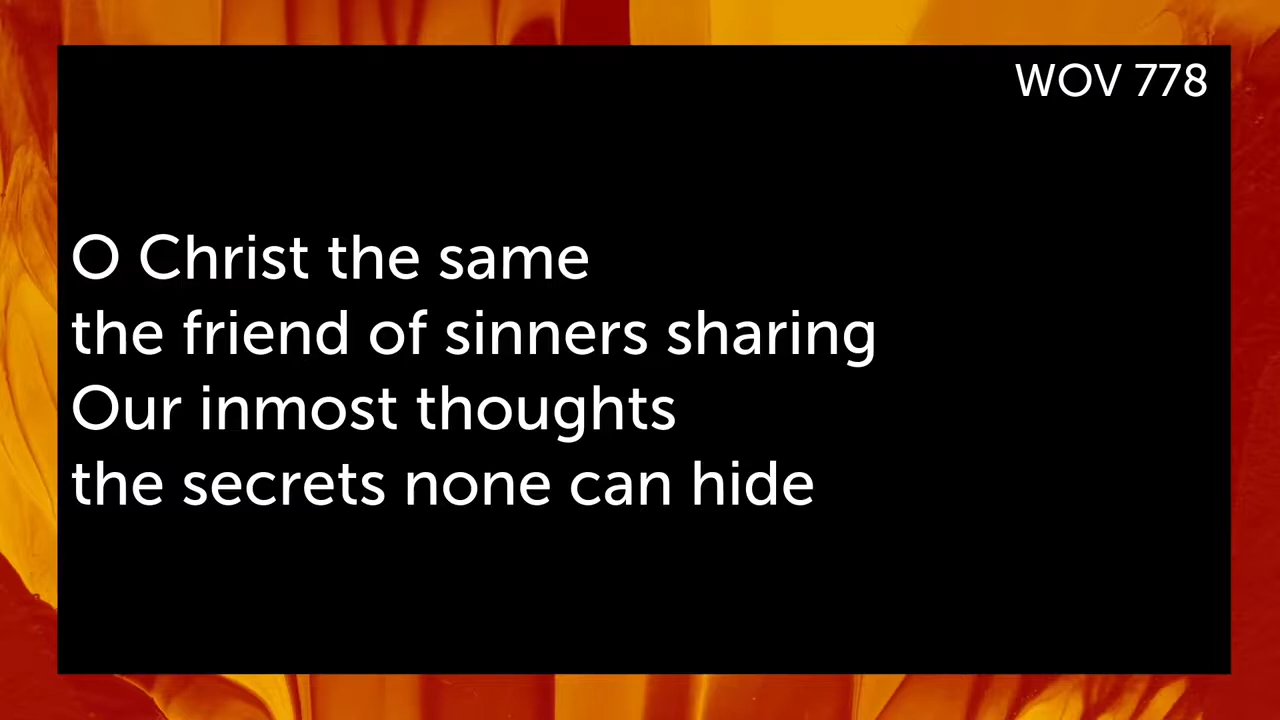 WOV 778
O Christ the same
the friend of sinners sharing
Our inmost thoughts
the secrets none can hide